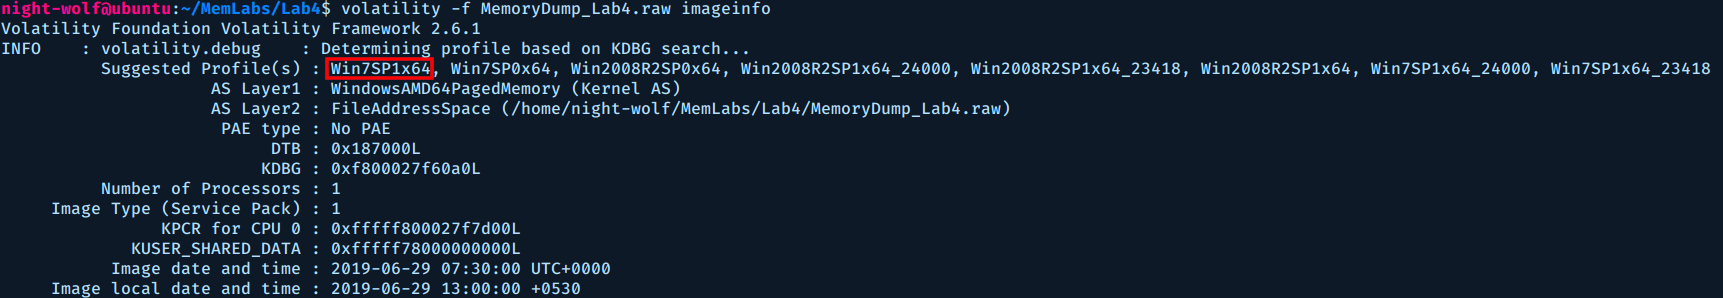 night-wolf@ubuntu:~/MemLabs/Lab4$ volatility -f MemoryDump_Lab4.raw imageinfo
Volatility Foundation Volatility Framework 2.6.1
INFO    : volatility.debug    : Determining profile based on KDBG search...
Suggested Profile(s) : Win7SP1x64, Win7SP0x64, Win2008R2SP0x64, Win2008R2SP1x64_24000, Win2008R2SP1x64_23418, Win2008R2SP1x64, Win7SP1x64_24000, Win7SP1x64_23418
AS Layer1 : WindowsAMD64PagedMemory (Kernel AS)
AS Layer2 : FileAddressSpace (/home/night-wolf/MemLabs/Lab4/MemoryDump_Lab4.raw)
PAE type : No PAE
DTB : 0x187000L
KDBG : 0xf800027f60a0L
Number of Processors : 1
Image Type (Service Pack) : 1
KPCR for CPU 0 : 0xfffff800027f7d00L
KUSER_SHARED_DATA : 0xfffff78000000000L
Image date and time : 2019-06-29 07:30:00 UTC+0000
Image local date and time : 2019-06-29 13:00:00 +0530